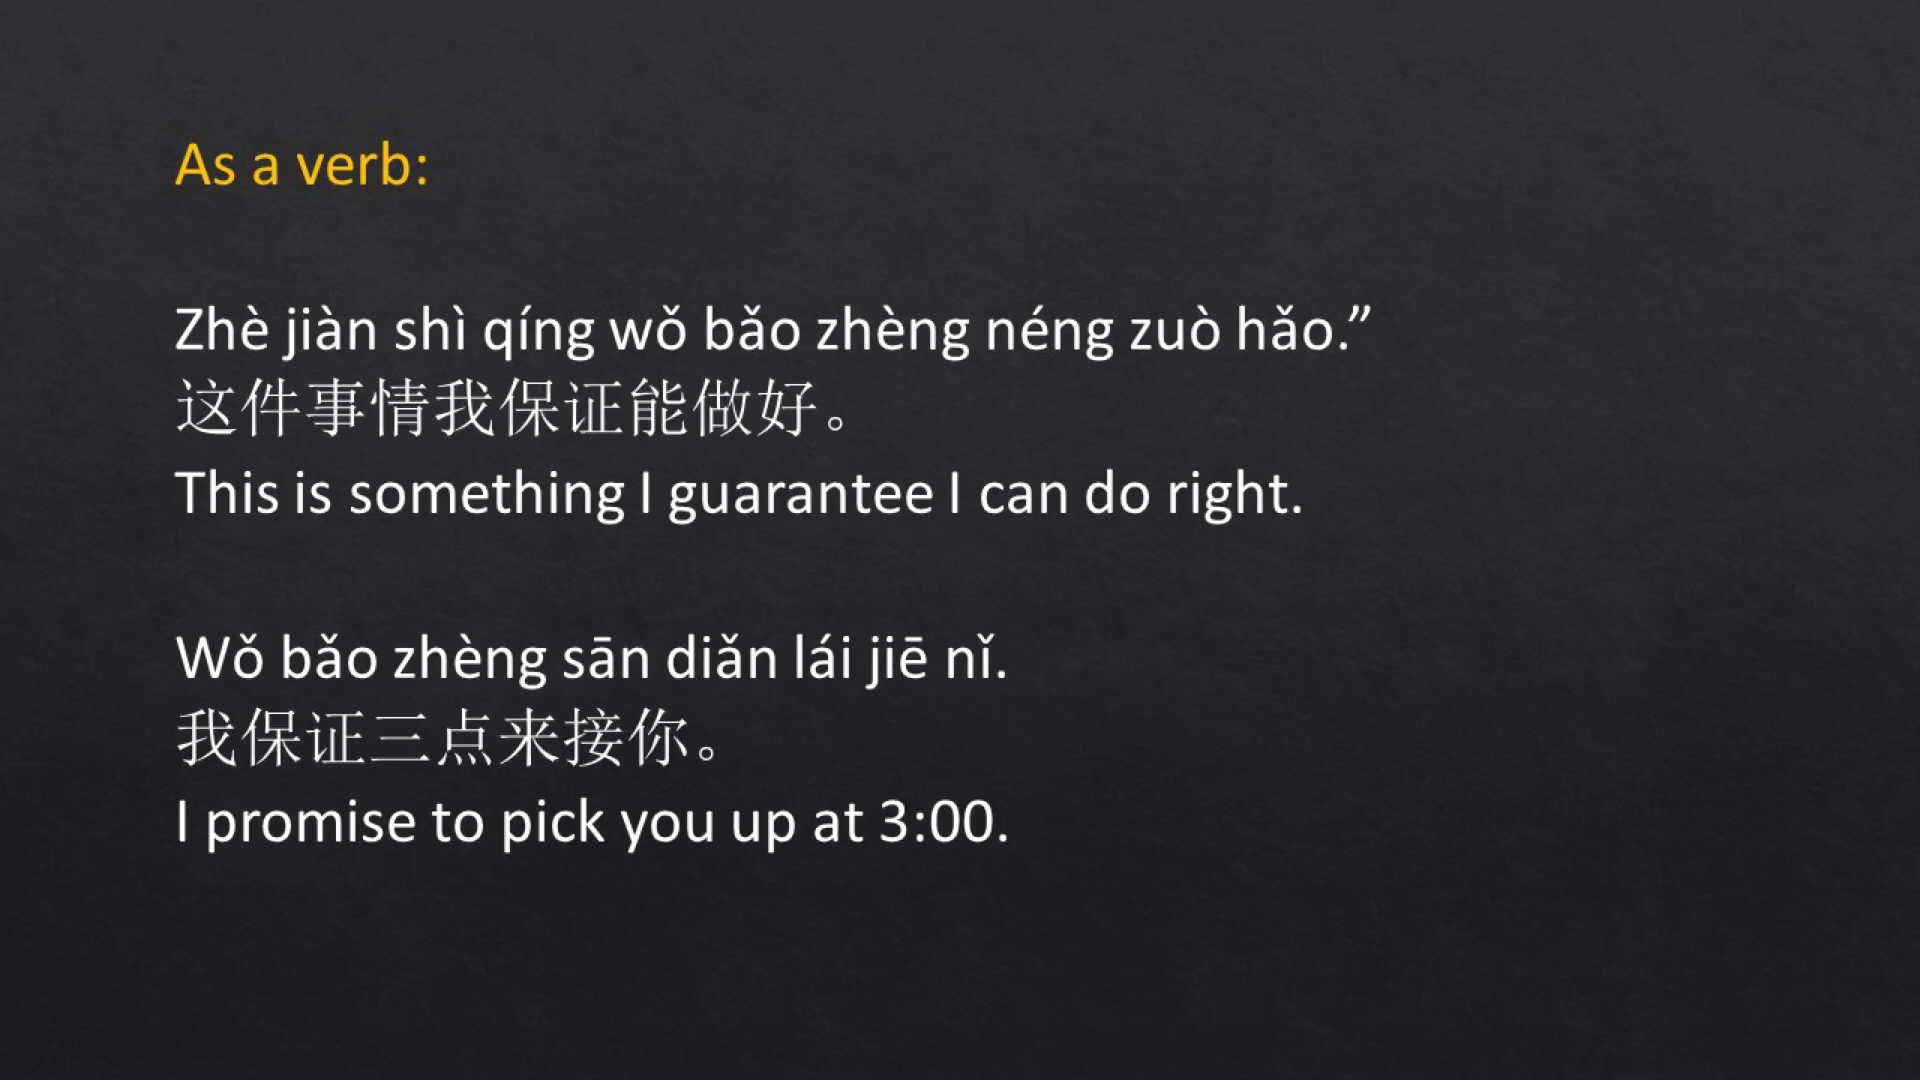 As a verb:
Zhè jiàn shì qíng wǒ bǎo zhèng néng zuò hǎo.”
这件事情我保证能做好。
This is something I guarantee I can do right.
Wǒ bǎo zhèng sān diǎn lái jiē nǐ.
我保证三点来接你。
I promise to pick you up at 3:00.